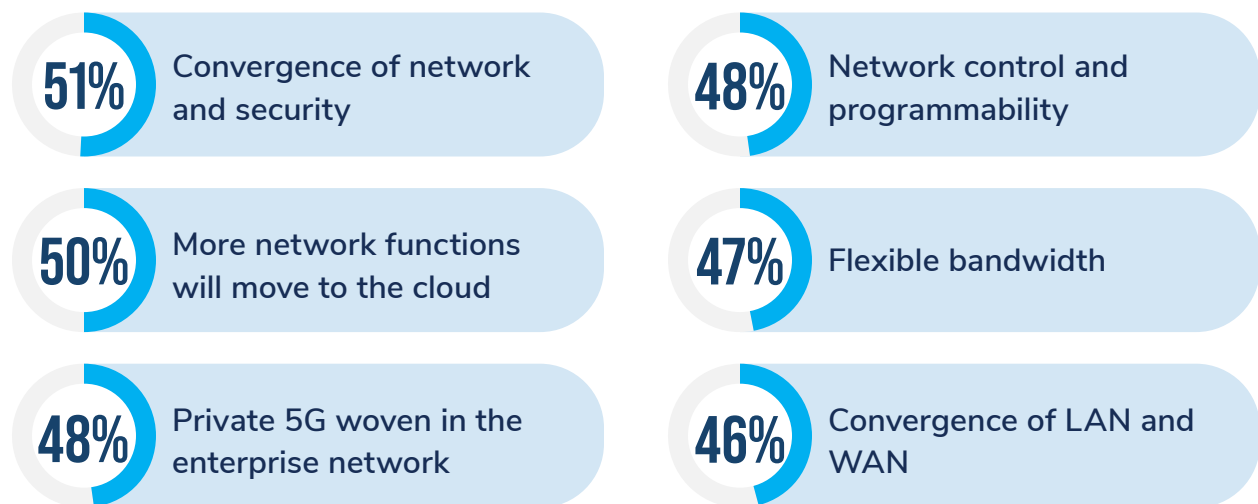 51%
Convergence of network
and security
50%
More network functions
will move to the cloud
48%
Private 5G woven in the
enterprise network
48%
Network control and
programmability
47%
Flexible bandwidth
46%
Convergence of LAN and
WAN